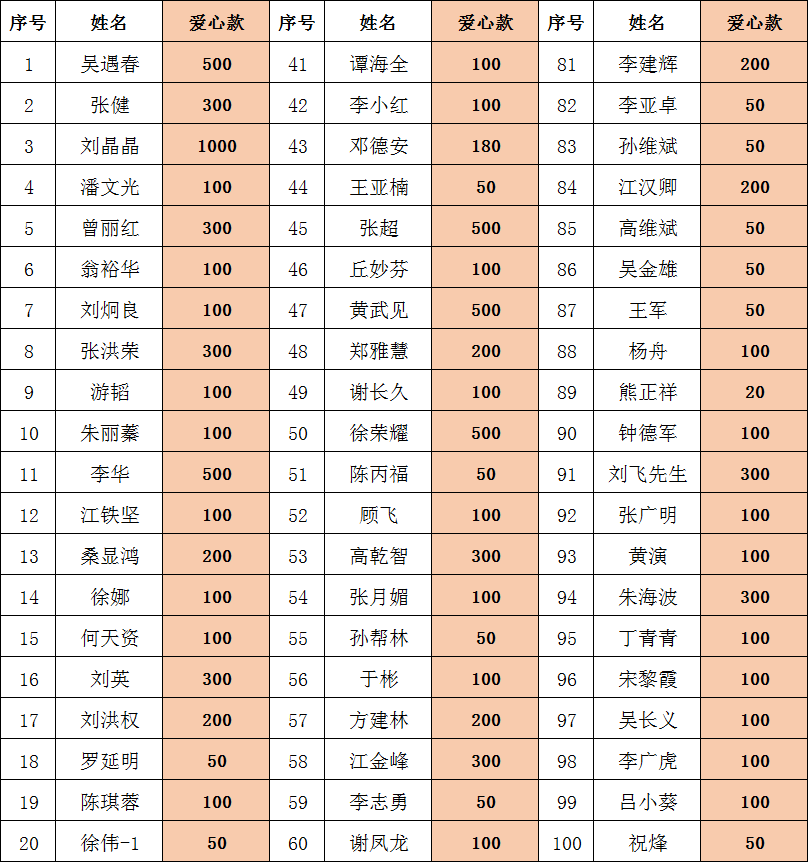 序号 姓名 爱心款 序号 姓名 爱心款 序号 姓名 爱心款
1 吴遇春 500 41 谭海全 100 81 李建辉 200
2 张健 300 42 李小红 100 82 李亚卓 50
3 刘晶晶 1000 43 邓德安 180 83 孙维斌 50
4 潘文光 100 44 王亚楠 50 84 江汉卿 200
5 曾丽红 300 45 张超 500 85 高维斌 50
6 翁裕华 100 46 丘妙芬 100 86 吴金雄 50
7 刘炯良 100 47 黄武见 500 87 王军 50
8 张洪荣 300 48 郑雅慧 200 88 杨舟 100
9 游韬 100 49 谢长久 100 89 熊正祥 20
10 朱丽蓁 100 50 徐荣耀 500 90 钟德军 100
11 李华 500 51 陈丙福 50 91 刘飞先生 300
12 江铁坚 100 52 顾飞 100 92 张广明 100
13 桑显鸿 200 53 高乾智 300 93 黄演 100
14 徐娜 100 54 张月媚 100 94 朱海波 300
15 何天资 100 55 孙帮林 50 95 丁青青 100
16 刘英 300 56 于彬 100 96 宋黎霞 100
17 刘洪权 200 57 方建林 200 97 吴长义 100
18 罗延明 50 58 江金峰 300 98 李广虎 100
19 陈琪蓉 100 59 李志勇 50 99 吕小葵 100
20 徐伟-1 50 60 谢凤龙 100 100 祝烽 50